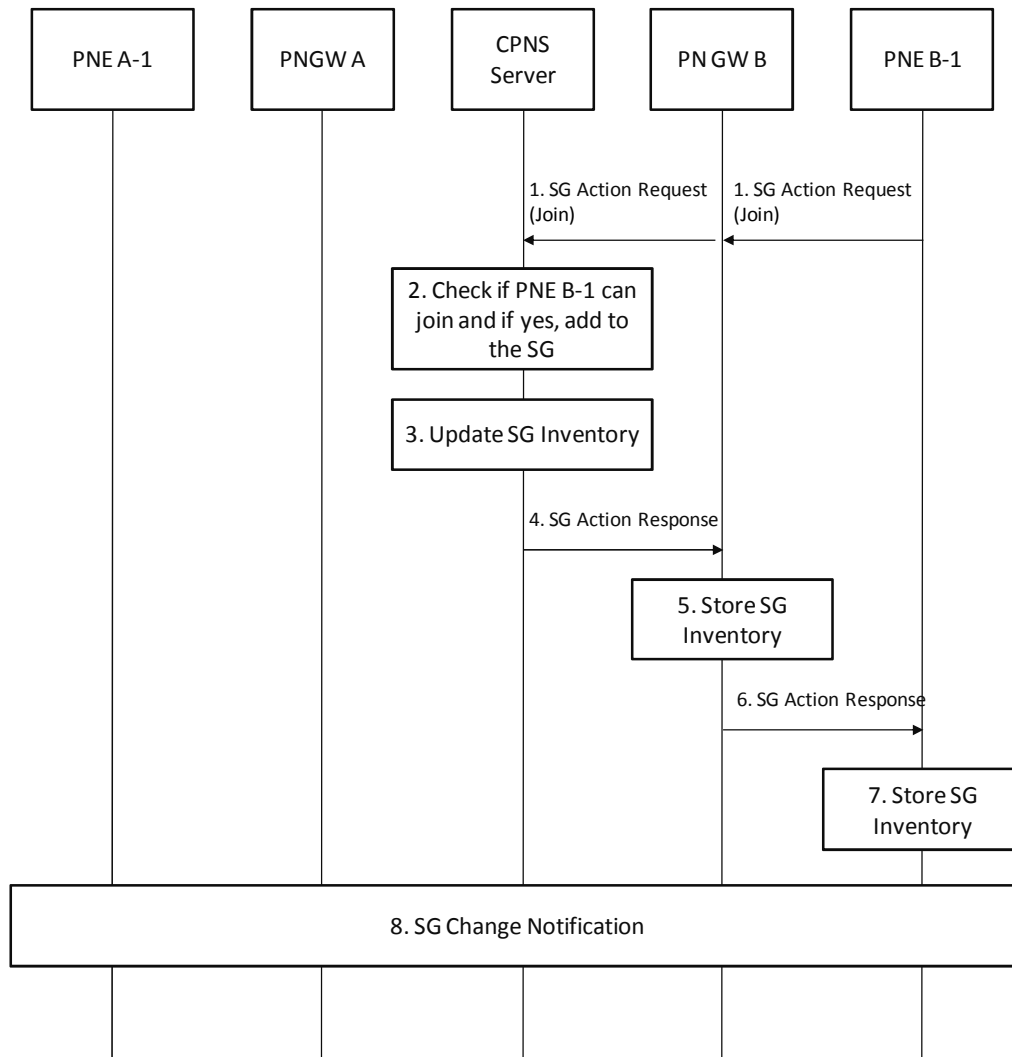 PNE A-1
PNGW A
CPNS
Server
PN GW B
PNE B-1
1. SG Action Request
(Join)
1. SG Action Request
(Join)
2. Check if PNE B-1 can
join and if yes, add to
the SG
3. Update SG Inventory
4. SG Action Response
5. Store SG
Inventory
6. SG Action Response
7. Store SG
Inventory
8. SG Change Notification